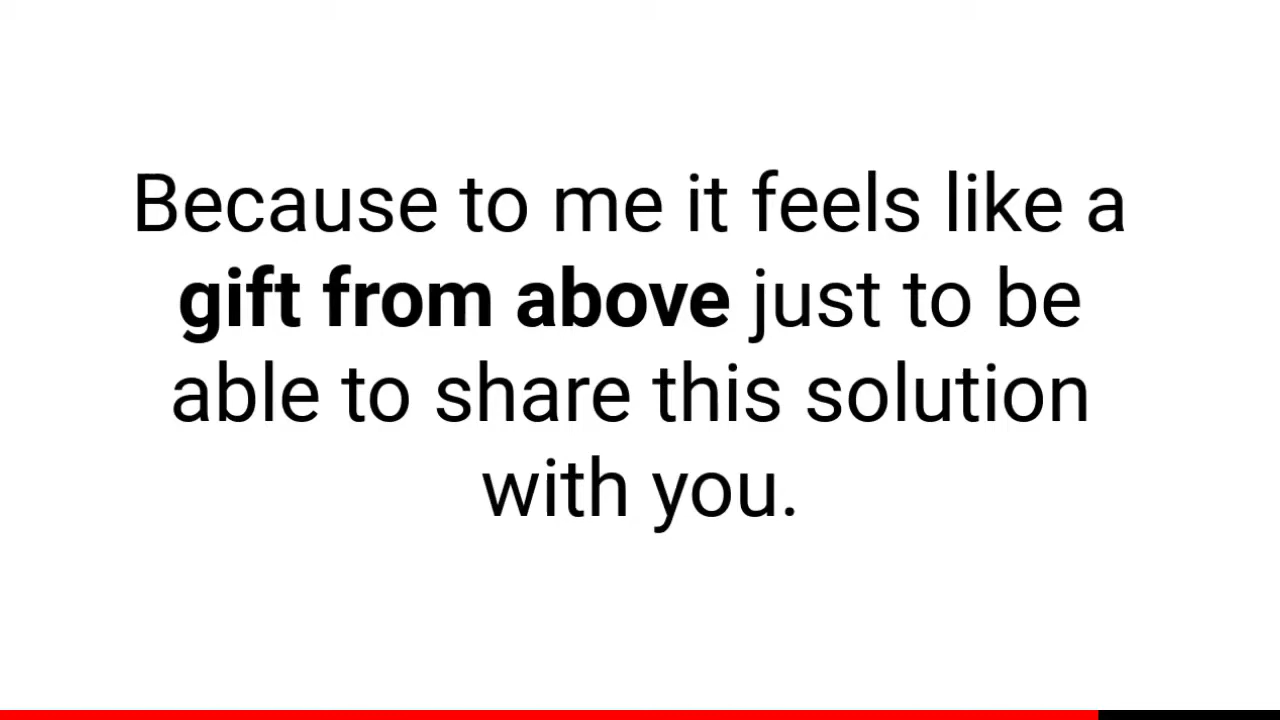 Because to me it feels like a
gift from above just to be
able to share this solution
with you.